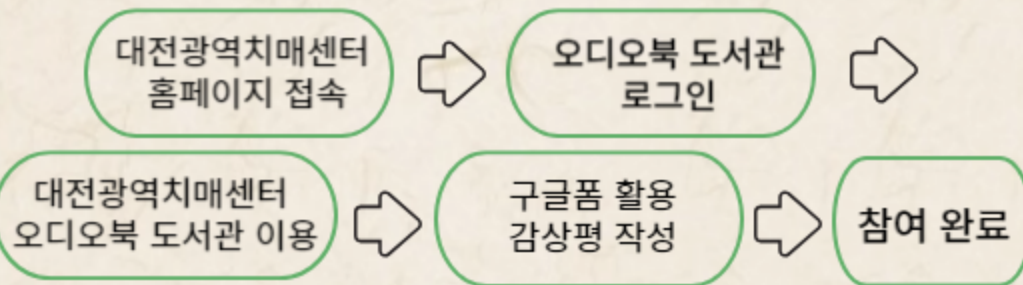 대전광역치매센터
홈페이지 접속
오디오북 도서관
로그인
대전광역치매센터
오디오북 도서관 이용
구글폼 활용
감상평 작성
참여 완료